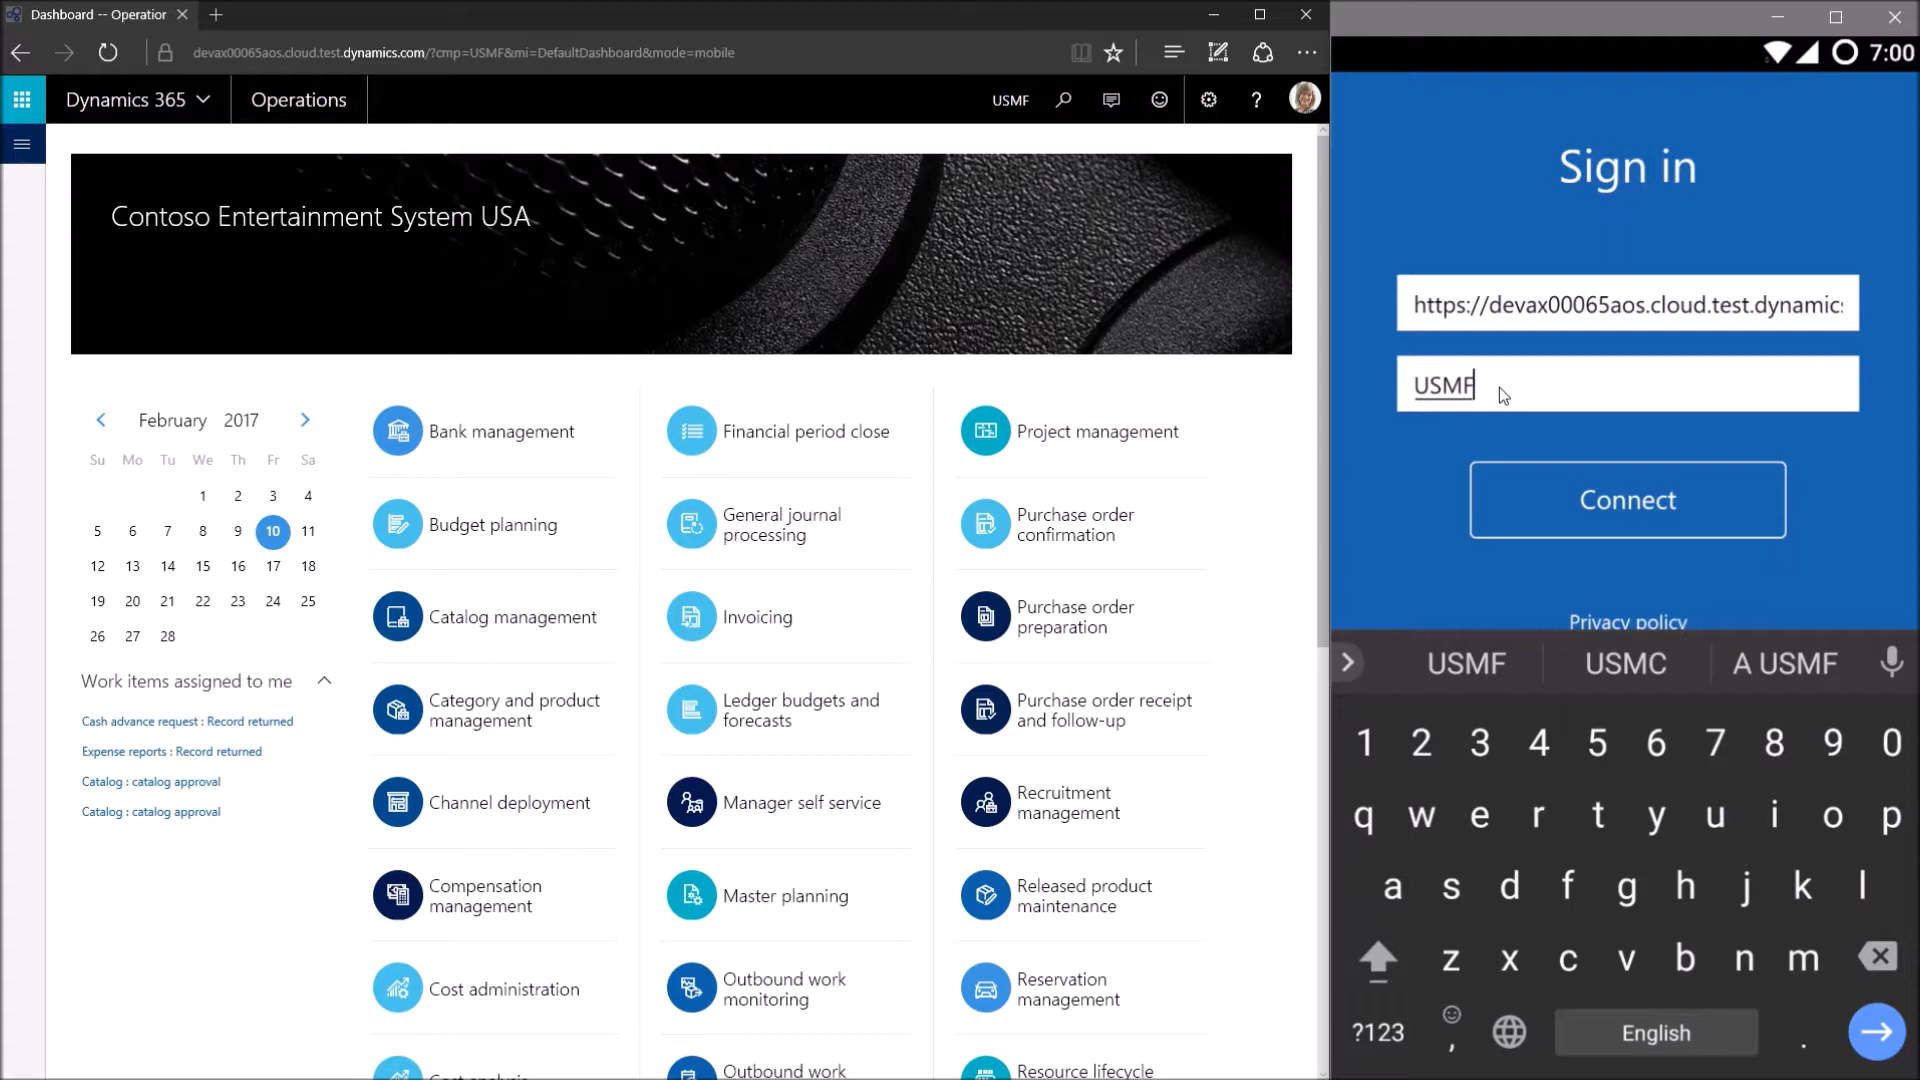 Dashboard -- Operatior
devax00065aos.cloud.test.dynamics.com/?cmp=USMF&mi=DefaultDashboard&mode=mobile
Dynamics 365
Operations
USMF
?
Contoso Entertainment System USA
February 2017
Su Mo Tu We Th Fr Sa
1 2 3 4
5 6 7 8 9 10 11
12 13 14 15 16 17 18
19 20 21 22 23 24 25
26 27 28
Work items assigned to me
Cash advance request : Record returned
Expense reports : Record returned
Catalog : catalog approval
Catalog : catalog approval
Bank management
Budget planning
Catalog management
Category and product
management
Channel deployment
Compensation
management
Cost administration
Financial period close
General journal
processing
Invoicing
Ledger budgets and
forecasts
Manager self service
Master planning
Outbound work
monitoring
Outbound work
Project management
Purchase order
confirmation
Purchase order
preparation
Purchase order receipt
and follow-up
Recruitment
management
Released product
maintenance
Reservation
management
Resource lifecycle
7:00
Sign in
https://devax00065aos.cloud.test.dynamics
USMF
Connect
Privacy policy
USMF USMC A USMF
1 2 3 4 5 6 7 8 9 0
q w e r t y u i o p
a s d f g h j k l
z x c v b n m
?123 , English .